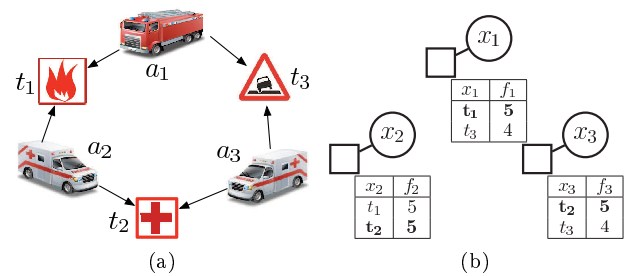 a₁
t₁
t₃
a₂
a₃
t₂
(a)
x₁
x₁ f₁
t₁ 5
t₃ 4
x₂
x₂ f₂
t₁ 5
t₂ 5
x₃
x₃ f₃
t₂ 5
t₃ 4
(b)